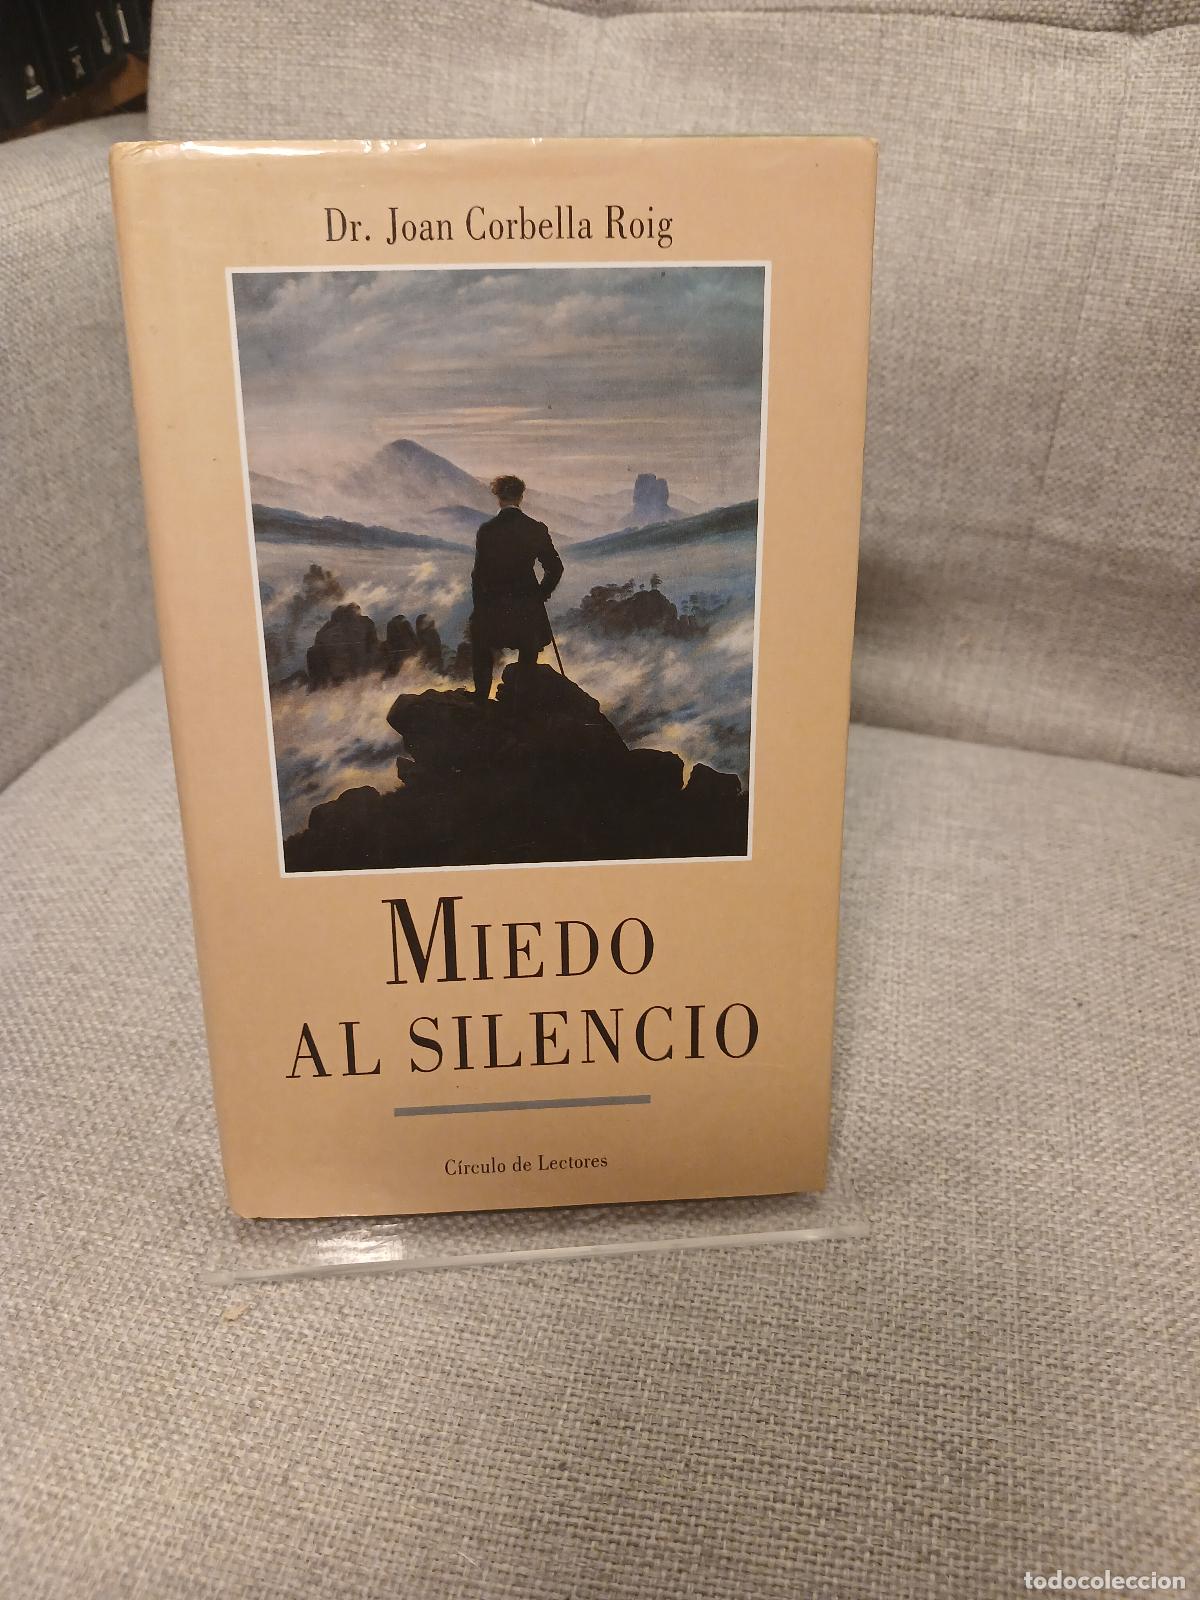 Dr. Joan Corbella Roig
MIEDO
AL SILENCIO
Círculo de Lectores
todocoleccion